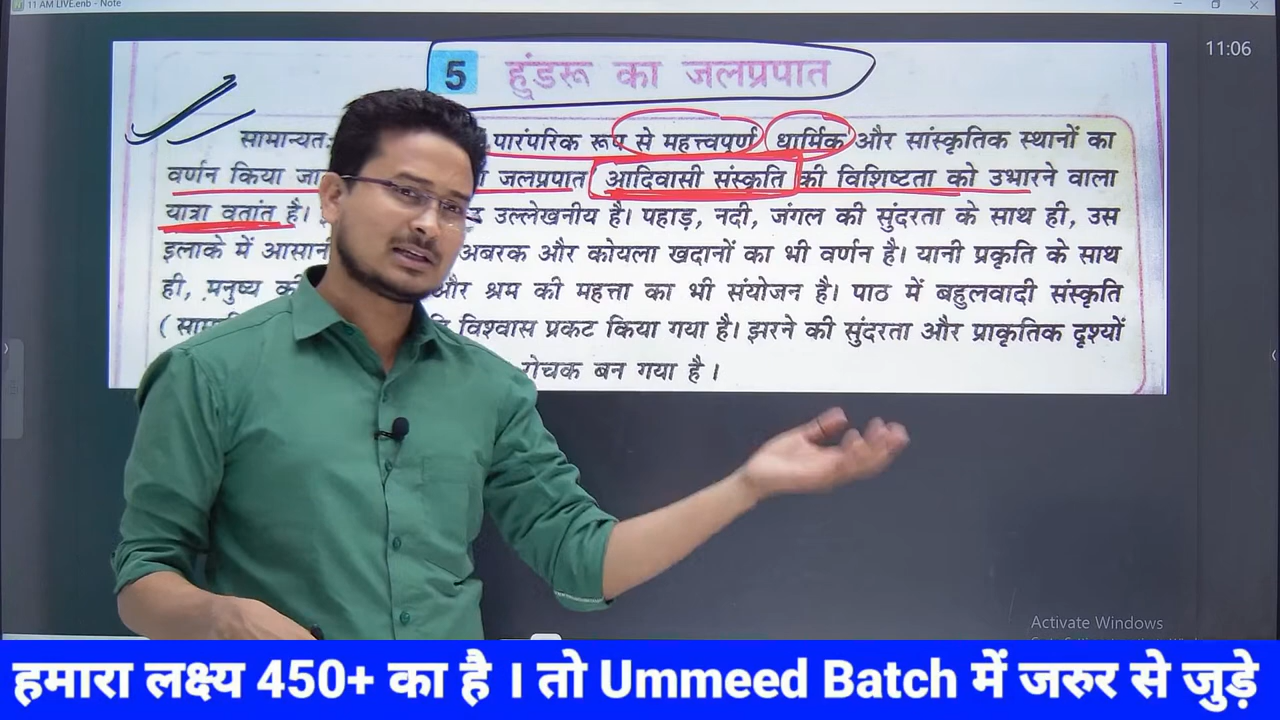 11 AM LIVE.enb - Note
11:06
5 हुंडरू का जलप्रपात
सामान्यतः पारंपरिक रूप से महत्त्वपूर्ण धार्मिक और सांस्कृतिक स्थानों का
वर्णन किया जा जलप्रपात आदिवासी संस्कृति की विशिष्टता को उभारने वाला
यात्रा वतांत है। उल्लेखनीय है। पहाड़, नदी, जंगल की सुंदरता के साथ ही, उस
इलाके में आसानी अबरक और कोयला खदानों का भी वर्णन है। यानी प्रकृति के साथ
ही, मनुष्य की और श्रम की महत्ता का भी संयोजन है। पाठ में बहुलवादी संस्कृति
विश्वास प्रकट किया गया है। झरने की सुंदरता और प्राकृतिक दृश्यों
रोचक बन गया है।
Activate Windows
हमारा लक्ष्य 450+ का है । तो Ummeed Batch में जरुर से जुड़े